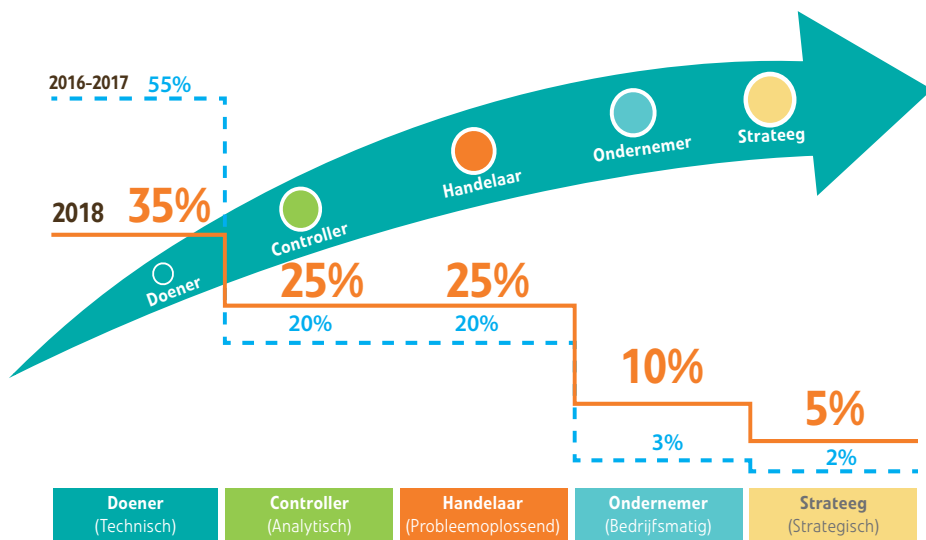 2016-2017 55%
2018 35%
Doener
Controller
Handelaar
Ondernemer
Strateeg
25% 25%
20% 20%
10%
3%
5%
2%
Doener
(Technisch)
Controller
(Analytisch)
Handelaar
(Probleemoplossend)
Ondernemer
(Bedrijfsmatig)
Strateeg
(Strategisch)